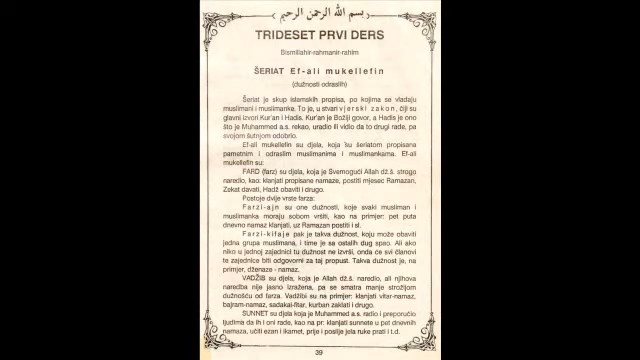 بسم الله الرحمن الرحيم
TRIDESET PRVI DERS
Bismillahir-rahmanir-rahim
ŠERIAT Ef-ali mukellefin
(dužnosti odraslih)
Šeriat je skup islamskih propisa, po kojima se vladaju
muslimani i muslimanke. To je, u stvari vjerski zakon, čiji su
glavni izvori Kur'an i Hadis. Kur'an je Božiji govor, a Hadis je ono
što je Muhammed a.s. rekao, uradio ili vidio da to drugi rade, pa
svojom šutnjom odobrio.
Ef-ali mukellefin su djela, koja su šeriatom propisana
pametnim i odraslim muslimanima i muslimankama. Ef-ali
mukellefin su:
FARD (farz) su djela, koja je Svemogući Allah dž.š. strogo
naredio, kao: klanjati propisane namaze, postiti mjesec Ramazan,
Zekat davati, Hadž obaviti i drugo.
Postoje dvije vrste farza:
Farzi-ajn su one dužnosti, koje svaki musliman i
muslimanka moraju sobom vršiti, kao na primjer: pet puta
dnevno namaz klanjati, uz Ramazan postiti i sl.
Farzi-kifaje pak je takva dužnost, koju može obaviti
jedna grupa muslimana, i time je sa ostalih dug spao. Ali ako
niko u jednoj zajednici tu dužnost ne izvrši, onda će svi članovi
te zajednice biti odgovorni za taj propust. Takva dužnost je, na
primjer, dženaze - namaz.
VADŽIB su djela, koja je Allah dž.š. naredio, ali njihova
naredba nije jasno izražena, pa se smatra manje strožijom
dužnošću od farza. Vadžibi su na primjer: klanjati vitar-namaz,
bajram-namaz, sadakai-fitar, kurban zaklati i drugo.
SUNNET su djela koja je Muhammed a.s. radio i preporučio
ljudima da ih i oni rade, kao na pr. klanjati sunnete u pet dnevnih
namaza, učiti ezan i ikamet, prije i poslije jela ruke prati i t.d.
39